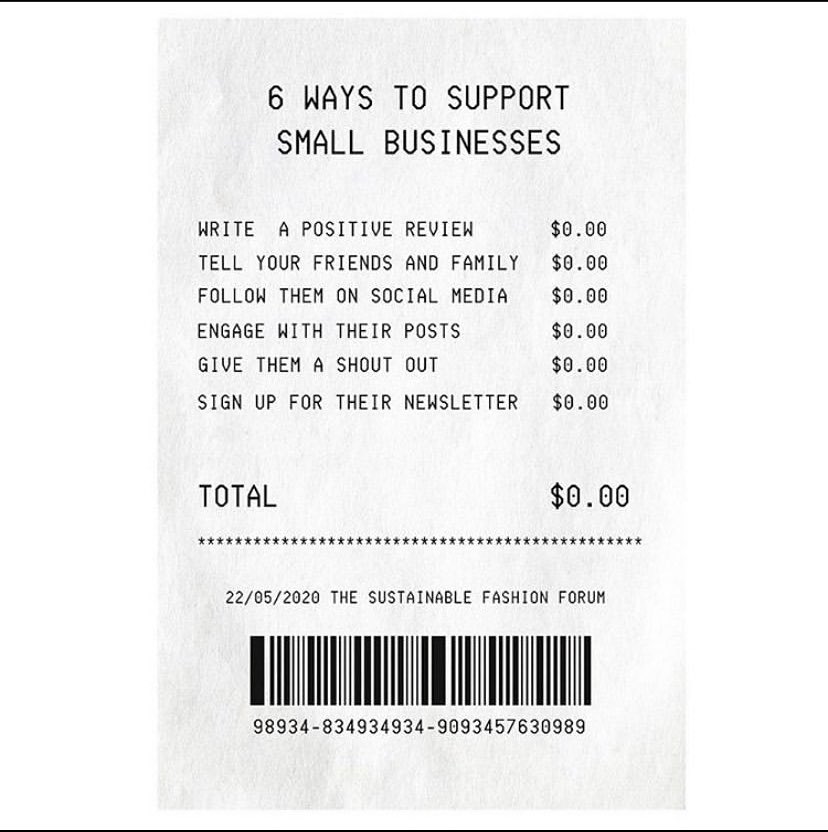 6 WAYS TO SUPPORT
SMALL BUSINESSES
WRITE A POSITIVE REVIEW $0.00
TELL YOUR FRIENDS AND FAMILY $0.00
FOLLOW THEM ON SOCIAL MEDIA $0.00
ENGAGE WITH THEIR POSTS $0.00
GIVE THEM A SHOUT OUT $0.00
SIGN UP FOR THEIR NEWSLETTER $0.00
TOTAL $0.00
************************************************
22/05/2020 THE SUSTAINABLE FASHION FORUM
98934-834934934-9093457630989